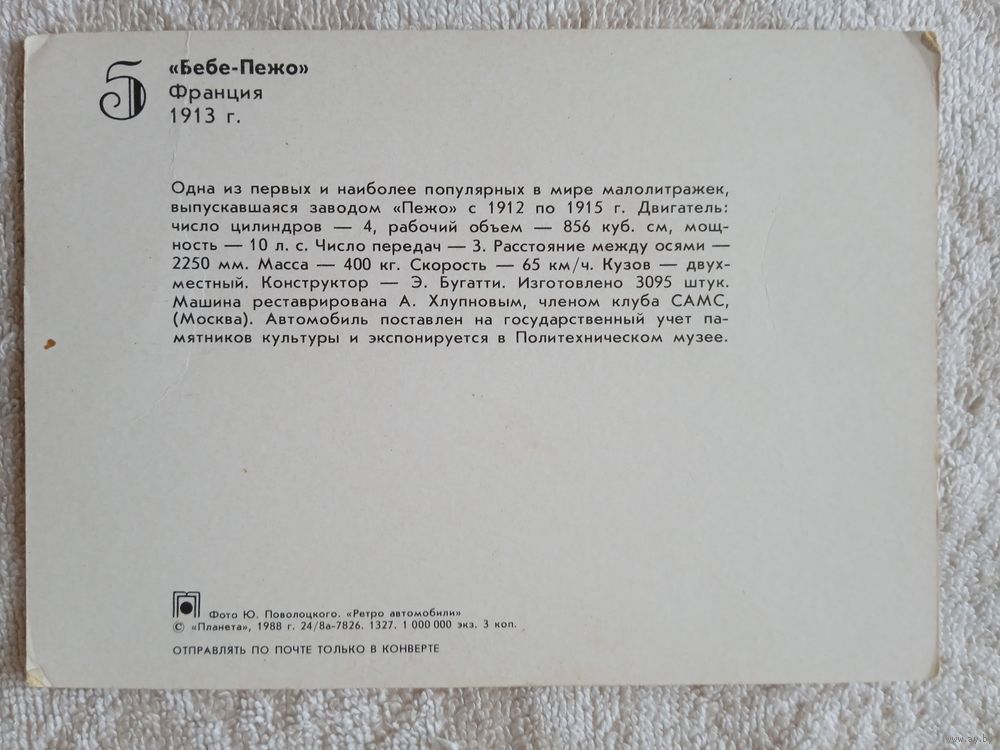 5
«Бебе-Пежо»
Франция
1913 г.
Одна из первых и наиболее популярных в мире малолитражек,
выпускавшаяся заводом «Пежо» с 1912 по 1915 г. Двигатель:
число цилиндров — 4, рабочий объем — 856 куб. см, мощ-
ность — 10 л. с. Число передач — 3. Расстояние между осями —
2250 мм. Масса — 400 кг. Скорость — 65 км/ч. Кузов — двух-
местный. Конструктор — Э. Бугатти. Изготовлено 3095 штук.
Машина реставрирована А. Хлупновым, членом клуба САМС,
(Москва). Автомобиль поставлен на государственный учет па-
мятников культуры и экспонируется в Политехническом музее.
Фото Ю. Поволоцкого. «Ретро автомобили»
© «Планета», 1988 г. 24/8а-7826. 1327. 1 000 000 экз. 3 коп.
ОТПРАВЛЯТЬ ПО ПОЧТЕ ТОЛЬКО В КОНВЕРТЕ
www.ay.by